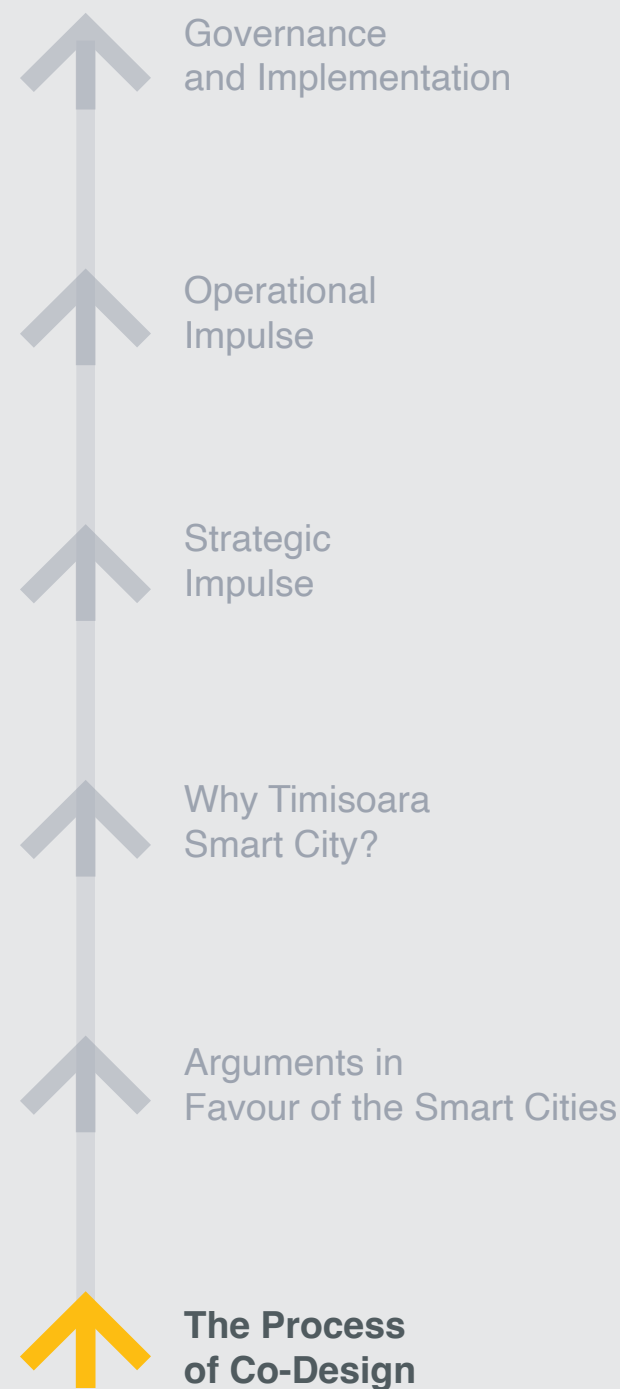 Governance
and Implementation
Operational
Impulse
Strategic
Impulse
Why Timisoara
Smart City?
Arguments in
Favour of the Smart Cities
The Process
of Co-Design